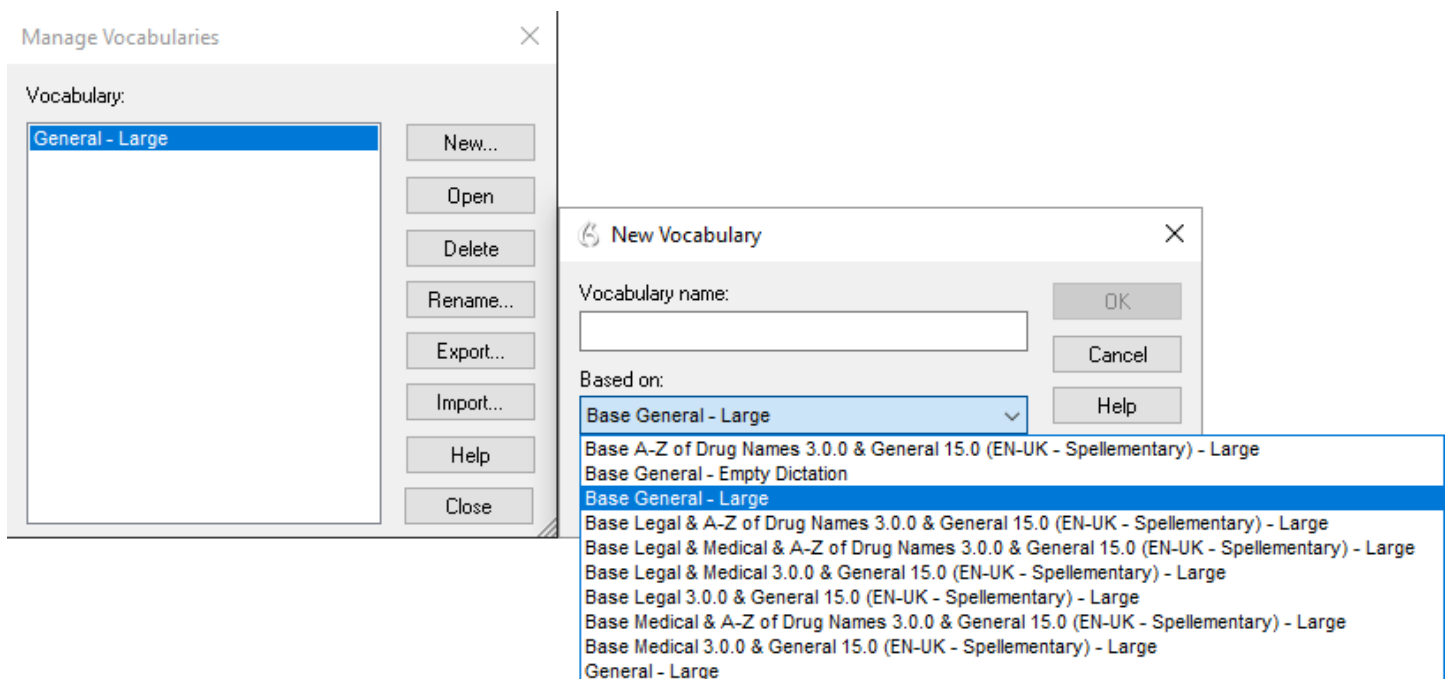 Manage Vocabularies
Vocabulary:
General - Large
New...
Open
Delete
Rename...
Export...
Import...
Help
Close
New Vocabulary
Vocabulary name:
OK
Cancel
Based on:
Base General - Large
Help
Base A-Z of Drug Names 3.0.0 & General 15.0 (EN-UK - Spellementary) - Large
Base General - Empty Dictation
Base General - Large
Base Legal & A-Z of Drug Names 3.0.0 & General 15.0 (EN-UK - Spellementary) - Large
Base Legal & Medical & A-Z of Drug Names 3.0.0 & General 15.0 (EN-UK - Spellementary) - Large
Base Legal & Medical 3.0.0 & General 15.0 (EN-UK - Spellementary) - Large
Base Legal 3.0.0 & General 15.0 (EN-UK - Spellementary) - Large
Base Medical & A-Z of Drug Names 3.0.0 & General 15.0 (EN-UK - Spellementary) - Large
Base Medical 3.0.0 & General 15.0 (EN-UK - Spellementary) - Large
General - Large